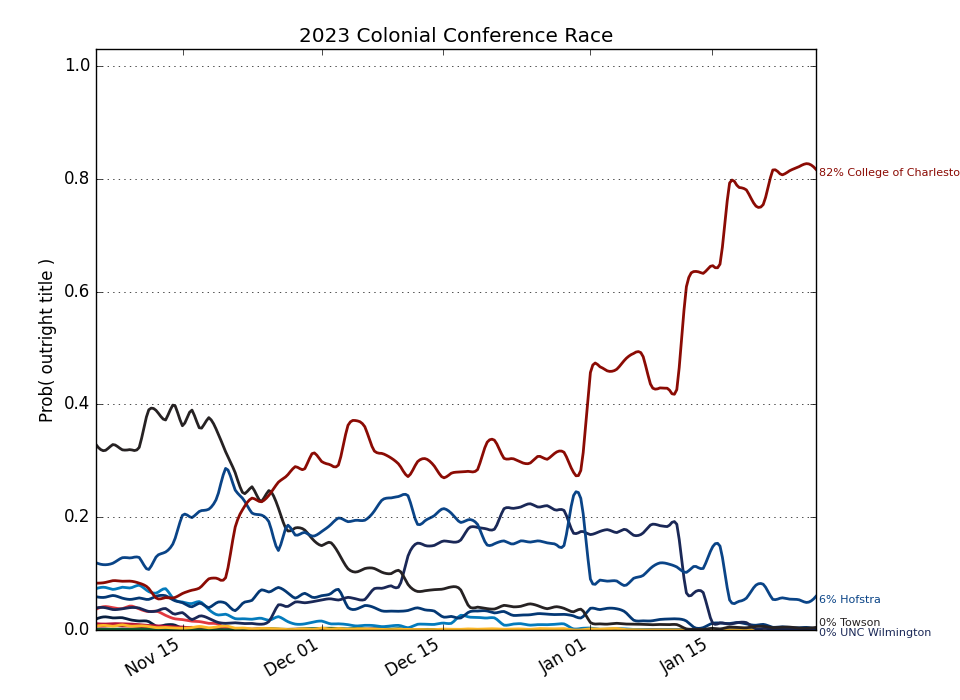 2023 Colonial Conference Race
Prob( outright title )
1.0
0.8
0.6
0.4
0.2
0.0
Nov 15
Dec 01
Dec 15
Jan 01
Jan 15
82% College of Charlesto
6% Hofstra
0% Towson
0% UNC Wilmington